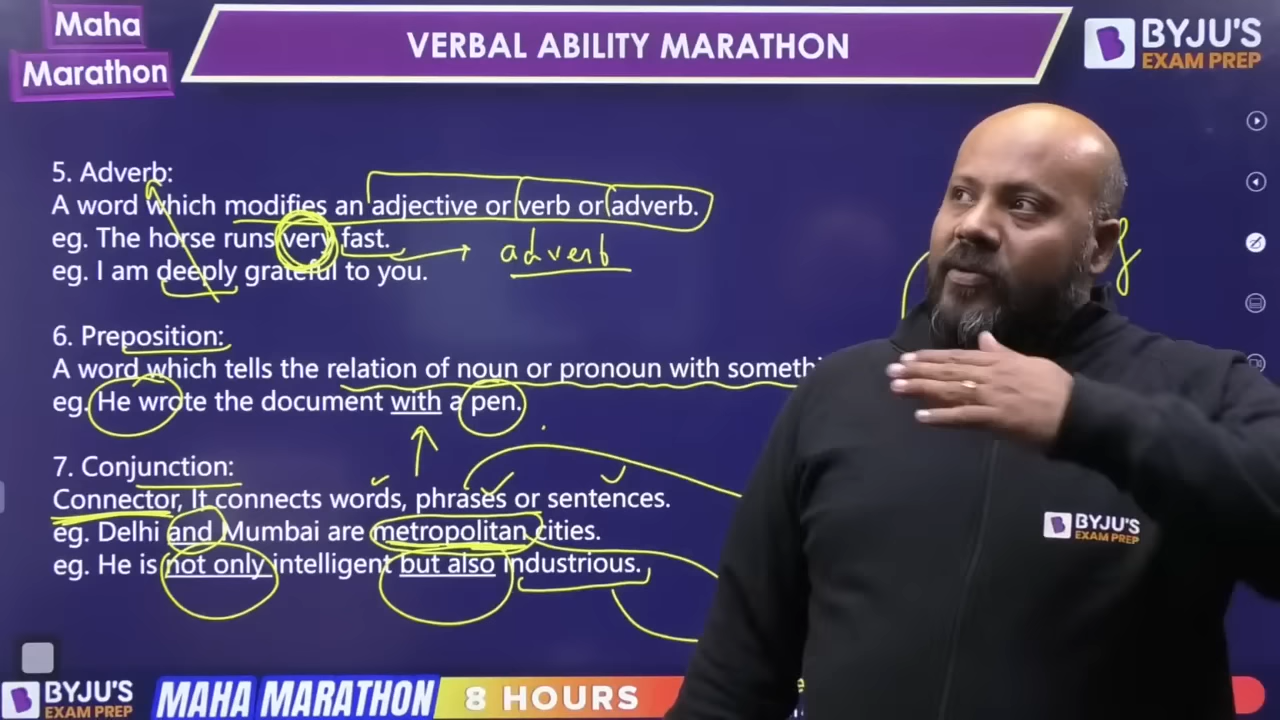 Maha
Marathon
VERBAL ABILITY MARATHON
BYJU'S
EXAM PREP
5. Adverb:
A word which modifies an adjective or verb or adverb.
eg. The horse runs very fast.
adverb
eg. I am deeply grateful to you.
6. Preposition:
A word which tells the relation of noun or pronoun with somethi
eg. He wrote the document with a pen.
7. Conjunction:
Connector, It connects words, phrases or sentences.
eg. Delhi and Mumbai are metropolitan cities.
eg. He is not only intelligent but also industrious.
BYJU'S
EXAM PREP
BYJU'S
EXAM PREP
MAHA MARATHON
8 HOURS